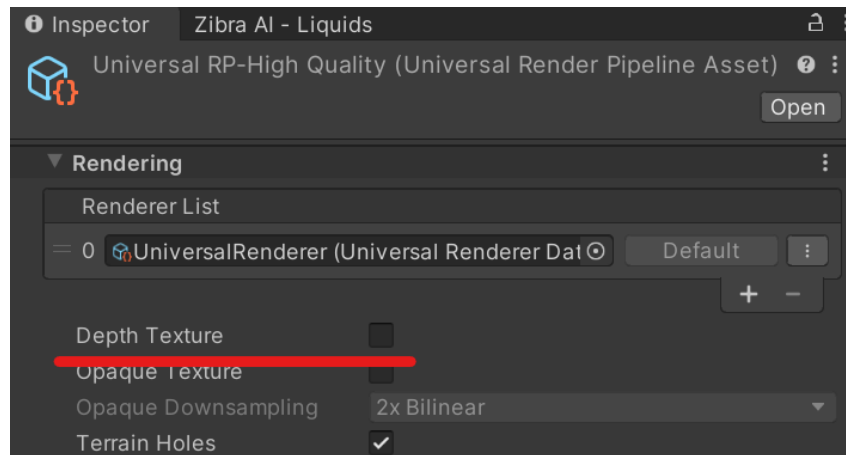 Inspector Zibra AI - Liquids
Universal RP-High Quality (Universal Render Pipeline Asset)
Open
Rendering
Renderer List
0 UniversalRenderer (Universal Renderer Dat Default
Depth Texture
Opaque Texture
Opaque Downsampling 2x Bilinear
Terrain Holes